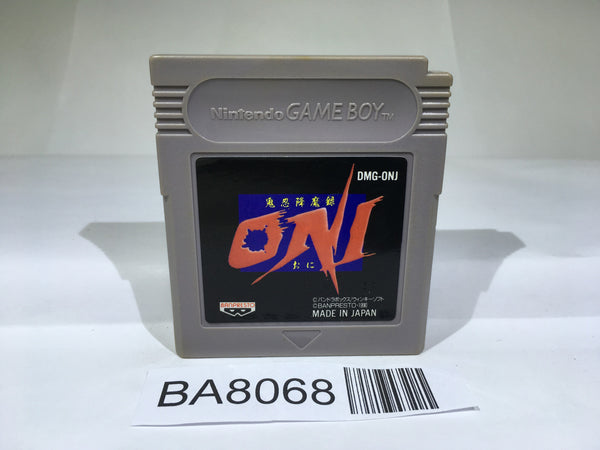 Nintendo GAME BOY TM
DMG-ONJ
鬼忍降魔録
ONI
おに
BANPRESTO
©パンドラボックス/ウィンキーソフト
©BANPRESTO・1990
MADE IN JAPAN
BA8068